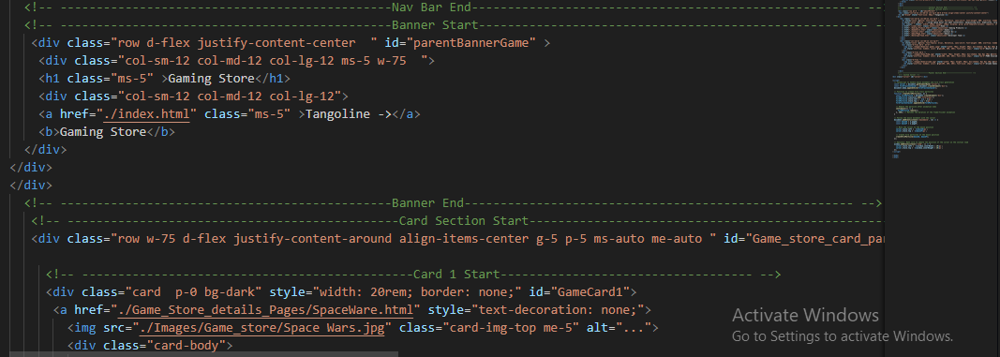 <!-- ----------------------------------------------Nav Bar End------------------------------------------------------ -- 
<!-- ----------------------------------------------Banner Start------------------------------------------------------ --
<div class="row d-flex justify-content-center  " id="parentBannerGame" >
<div class="col-sm-12 col-md-12 col-lg-12 ms-5 w-75  ">
<h1 class="ms-5" >Gaming Store</h1>
<div class="col-sm-12 col-md-12 col-lg-12">
<a href="./index.html" class="ms-5" >Tangoline -></a>
<b>Gaming Store</b>
</div>
</div>
</div>
<!-- ----------------------------------------------Banner End------------------------------------------------------ -->
<!-- ----------------------------------------------Card Section Start-------------------------------------------------
<div class="row w-75 d-flex justify-content-around align-items-center g-5 p-5 ms-auto me-auto " id="Game_store_card_par
<!-- ----------------------------------------------Card 1 Start---------------------------------- -->
<div class="card  p-0 bg-dark" style="width: 20rem; border: none;" id="GameCard1">
<a href="./Game_Store_details_Pages/SpaceWare.html" style="text-decoration: none;">
<img src="./Images/Game_store/Space Wars.jpg" class="card-img-top me-5" alt="...">
<div class="card-body">
Activate Windows
Go to Settings to activate Windows.